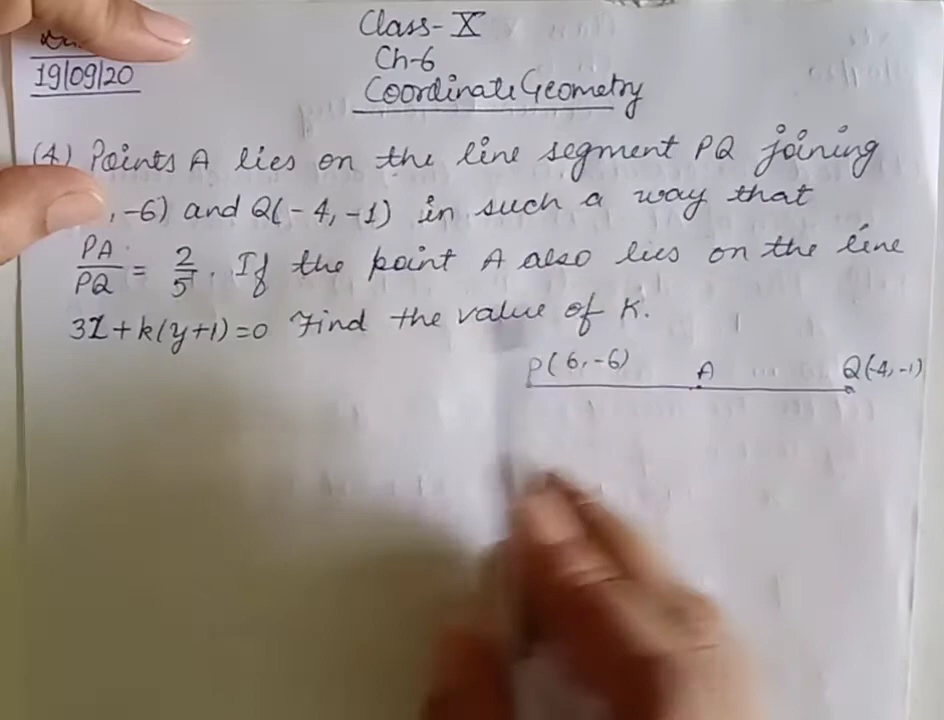 Class-X
19/09/20
Ch-6
Coordinate Geometry
(4) Points A lies on the line segment PQ joining
, -6) and Q(-4, -1) in such a way that
PA/PQ = 2/5. If the point A also lies on the line
3x+k(y+1)=0 Find the value of K.
P(6,-6) A Q(-4,-1)